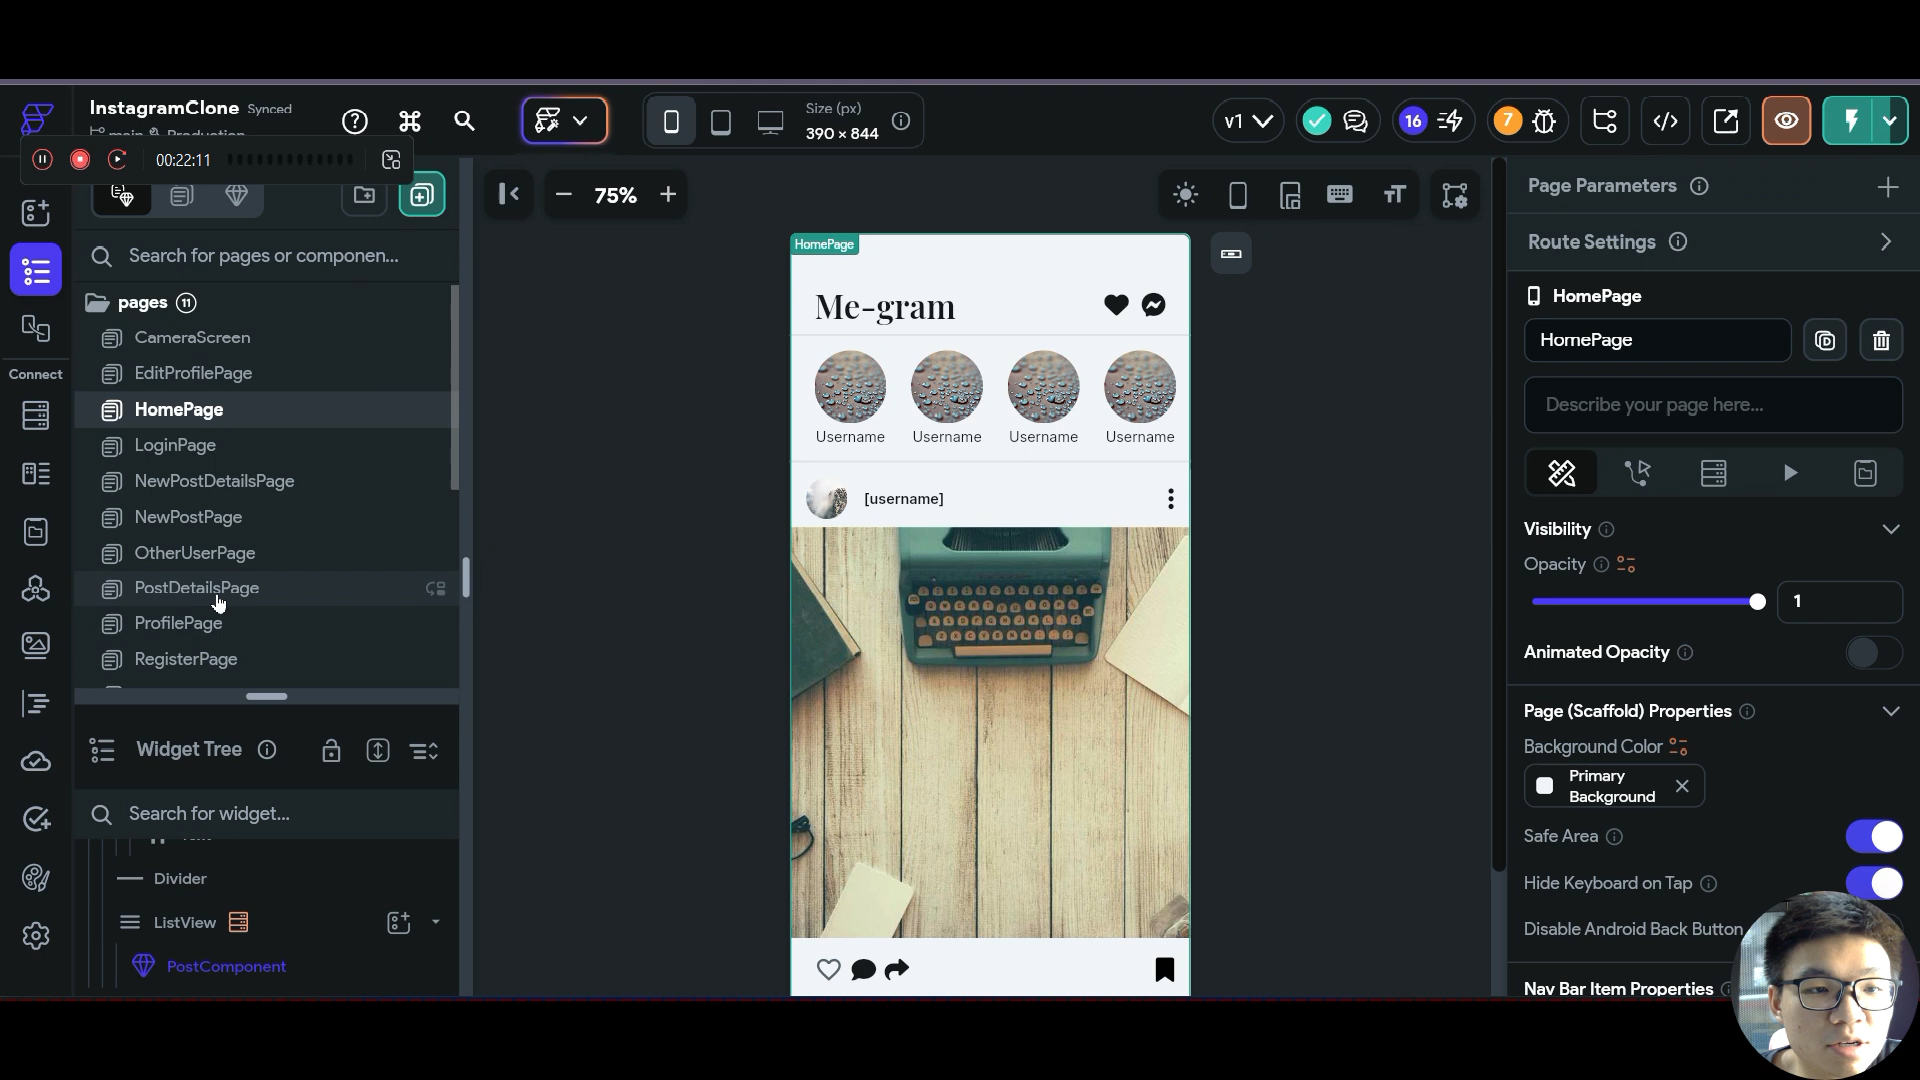 InstagramClone Synced
main Production
Size (px)
390 × 844
v1
16
7
00:22:11
75%
Search for pages or componen...
pages 11
CameraScreen
EditProfilePage
HomePage
LoginPage
NewPostDetailsPage
NewPostPage
OtherUserPage
PostDetailsPage
ProfilePage
RegisterPage
Connect
Widget Tree
Search for widget...
Divider
ListView
PostComponent
HomePage
Me-gram
Username Username Username Username
[username]
Page Parameters
Route Settings
HomePage
HomePage
Describe your page here...
Visibility
Opacity
1
Animated Opacity
Page (Scaffold) Properties
Background Color
Primary
Background
Safe Area
Hide Keyboard on Tap
Disable Android Back Button
Nav Bar Item Properties